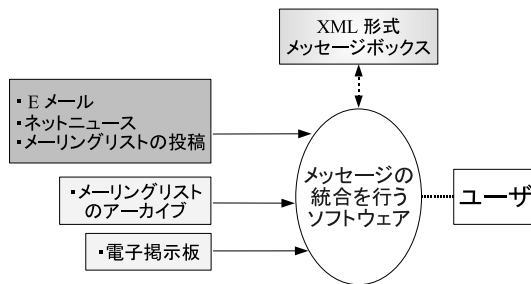 XML 形式
メッセージボックス
・E メール
・ネットニュース
・メーリングリストの投稿
メッセージの
統合を行う
ソフトウェア
ユーザ
・メーリングリスト
のアーカイブ
・電子掲示板